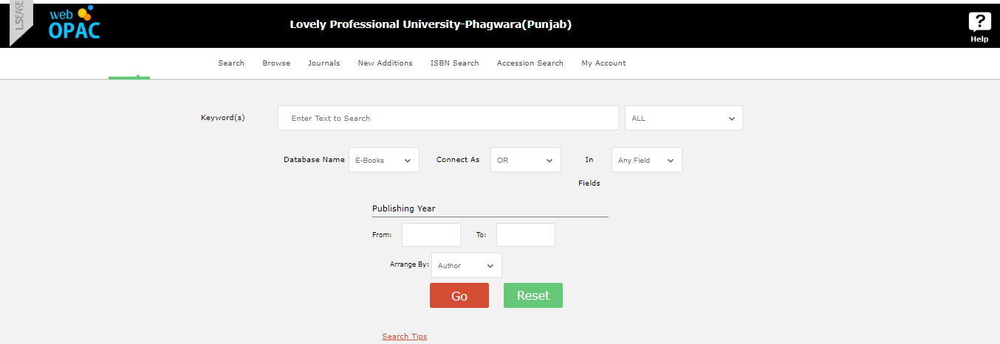 LSEASE
web
OPAC
Lovely Professional University-Phagwara(Punjab)
?
Help
Search Browse Journals New Additions ISBN Search Accession Search My Account
Keyword(s) Enter Text to Search ALL
Database Name E-Books Connect As OR In Any Field
Fields
Publishing Year
From: To:
Arrange By: Author
Go Reset
Search Tips